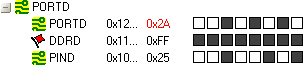 PORTD
PORTD 0x12... 0x2A
DDRD 0x11... 0xFF
PIND 0x10... 0x25